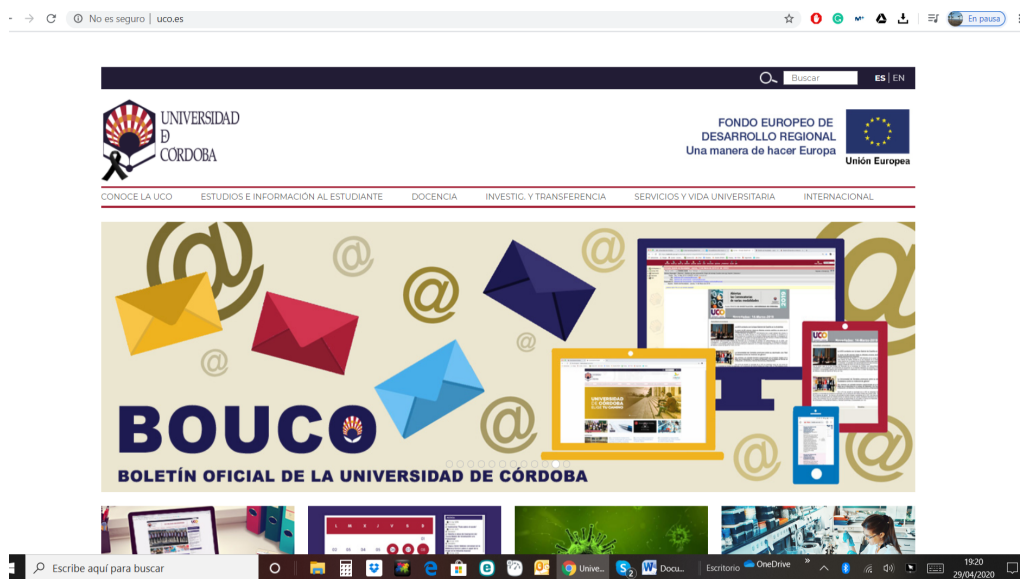 No es seguro | uco.es
En pausa
Buscar
ES | EN
UNIVERSIDAD
D
CORDOBA
FONDO EUROPEO DE
DESARROLLO REGIONAL
Una manera de hacer Europa
Unión Europea
CONOCE LA UCO ESTUDIOS E INFORMACIÓN AL ESTUDIANTE DOCENCIA INVESTIG. Y TRANSFERENCIA SERVICIOS Y VIDA UNIVERSITARIA INTERNACIONAL
UCO
UCO
UNIVERSIDAD
BOUCO
BOLETÍN OFICIAL DE LA UNIVERSIDAD DE CÓRDOBA
L M X J V S D
Escribe aquí para buscar
Unive...
Docu...
Escritorio
OneDrive
19:20
29/04/2020